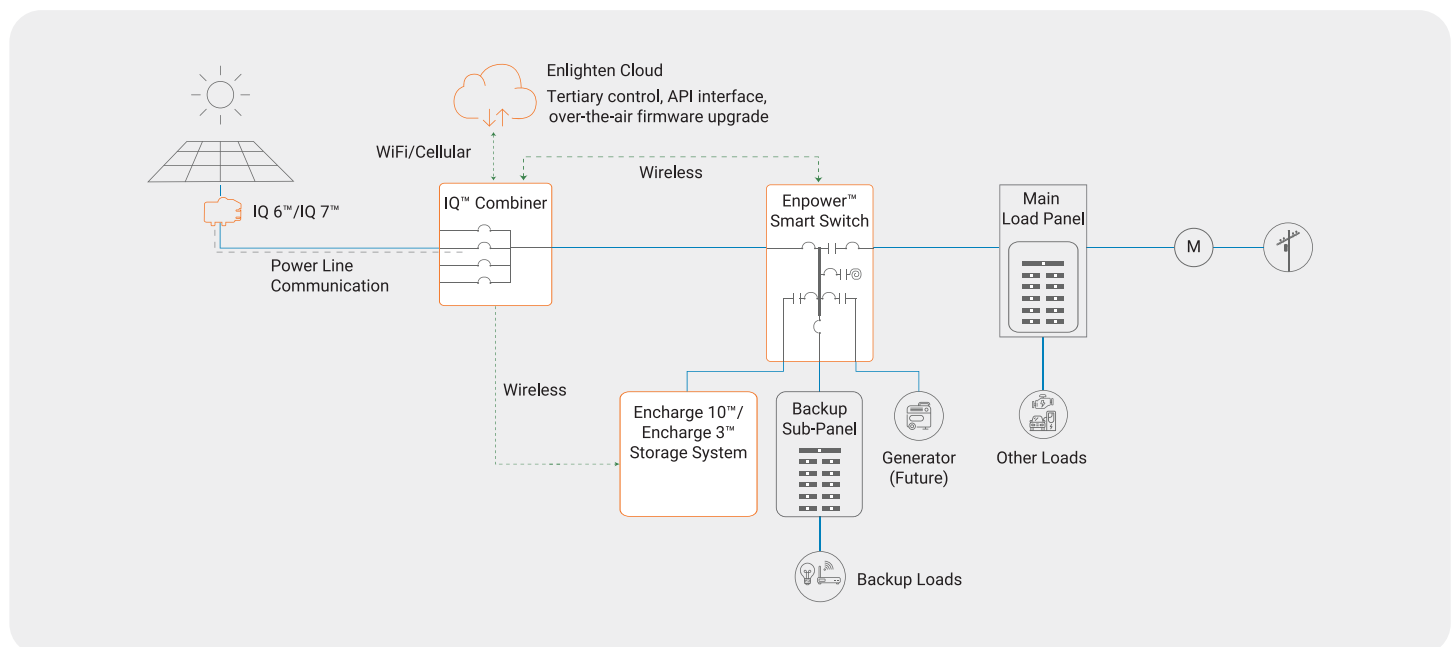 Enlighten Cloud
Tertiary control, API interface,
over-the-air firmware upgrade
WiFi/Cellular
Wireless
IQ 6™/IQ 7™
Power Line
Communication
IQ™ Combiner
Enpower™
Smart Switch
Main
Load Panel
M
Wireless
Encharge 10™/
Encharge 3™
Storage System
Backup
Sub-Panel
Generator
(Future)
Other Loads
Backup Loads